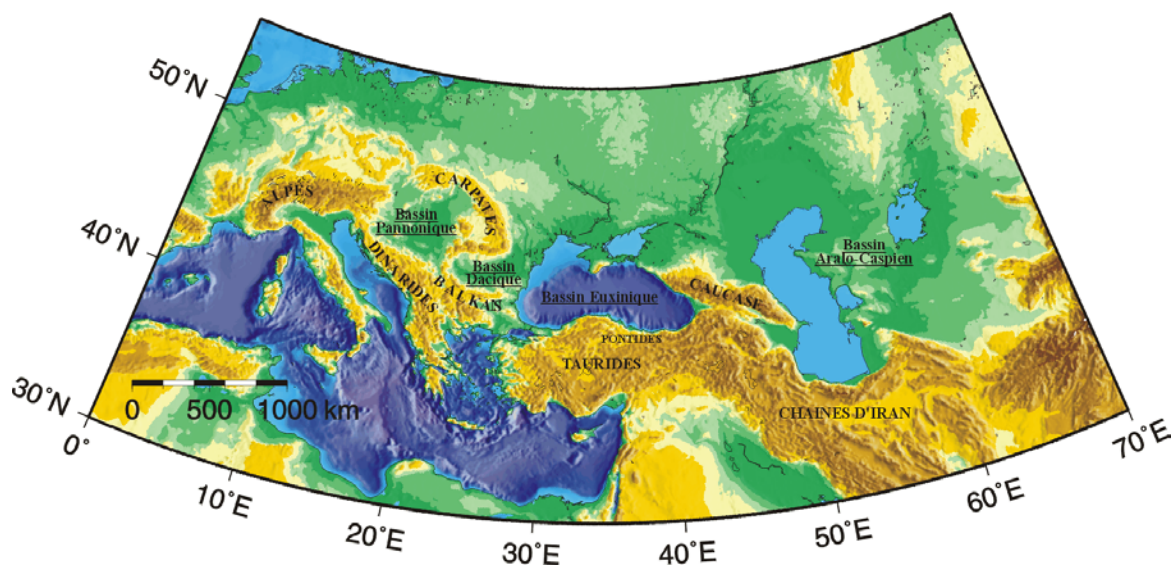 50°N
40°N
30°N
ALPES
CARPATES
Bassin
Pannonique
DINARIDES
BALKAN
Bassin
Dacique
Bassin Euxinique
CAUCASE
Bassin
Aralo-Caspien
PONTIDES
TAURIDES
CHAINES D'IRAN
0 500 1000 km
0°
10°E
20°E
30°E
40°E
50°E
60°E
70°E